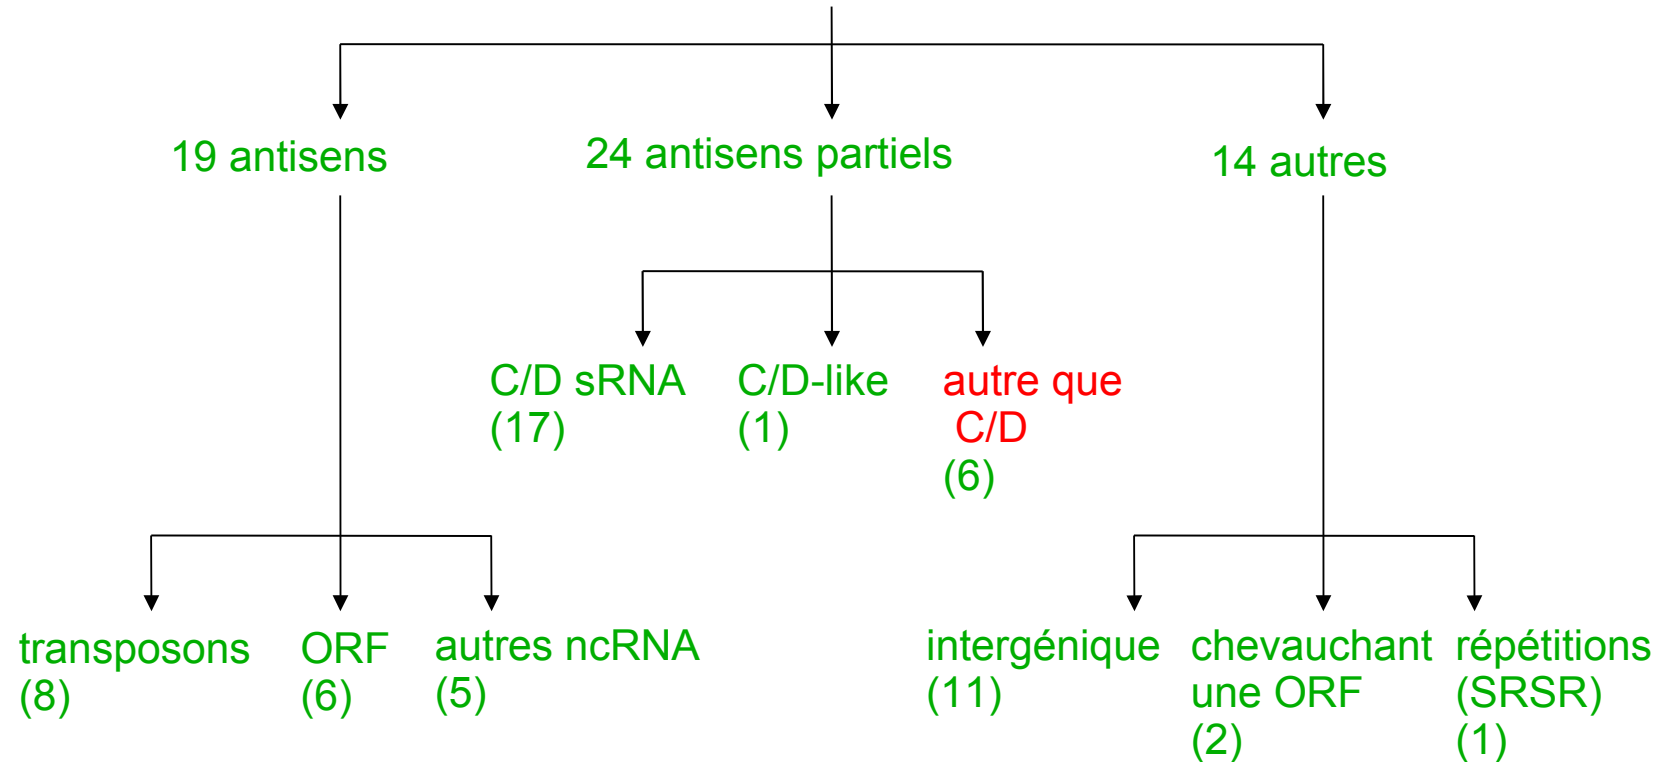 19 antisens
24 antisens partiels
14 autres
C/D sRNA
(17)
C/D-like
(1)
autre que
C/D
(6)
transposons
(8)
ORF
(6)
autres ncRNA
(5)
intergénique
(11)
chevauchant
une ORF
(2)
répétitions
(SRSR)
(1)